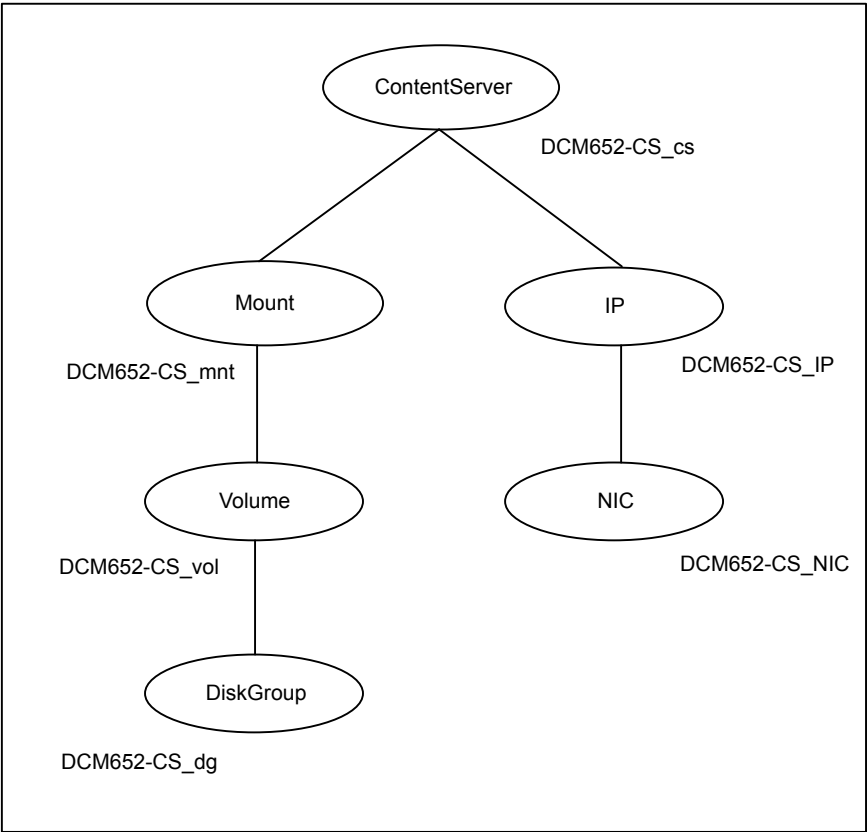 ContentServer
DCM652-CS_cs
Mount
IP
DCM652-CS_mnt
DCM652-CS_IP
Volume
NIC
DCM652-CS_vol
DCM652-CS_NIC
DiskGroup
DCM652-CS_dg